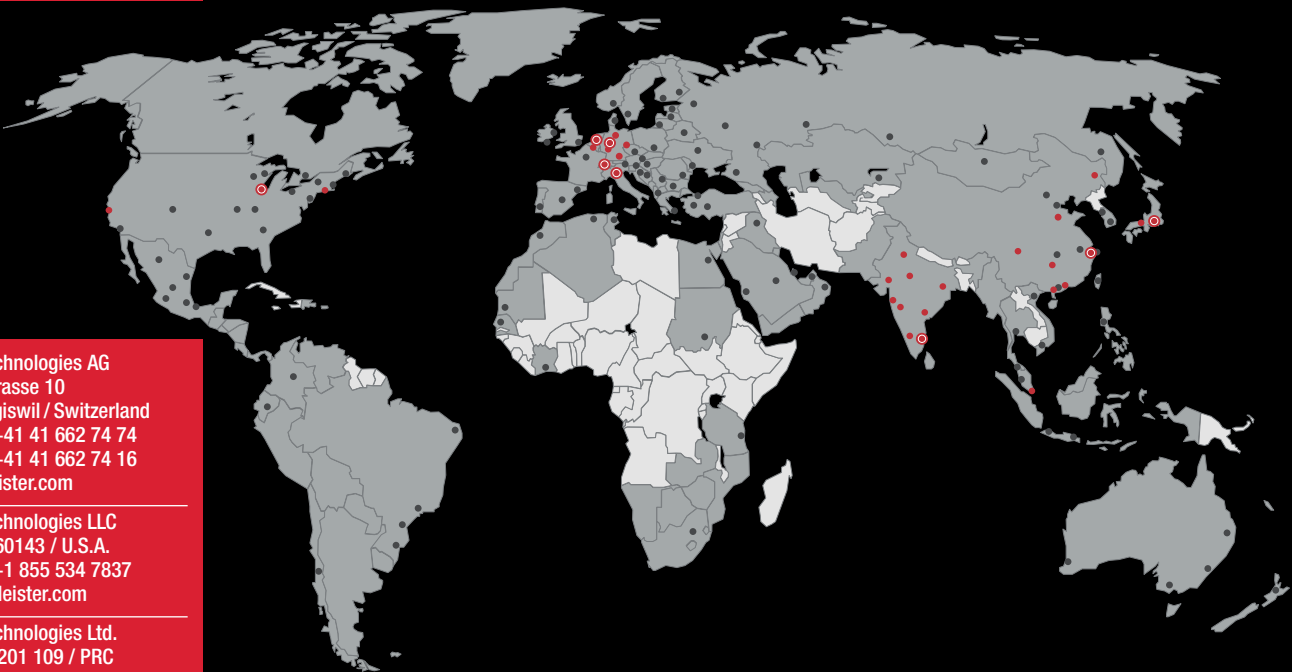 chnologies AG
rasse 10
giswil / Switzerland
-41 41 662 74 74
-41 41 662 74 16
ister.com
chnologies LLC
60143 / U.S.A.
-1 855 534 7837
leister.com
chnologies Ltd.
201 109 / PRC